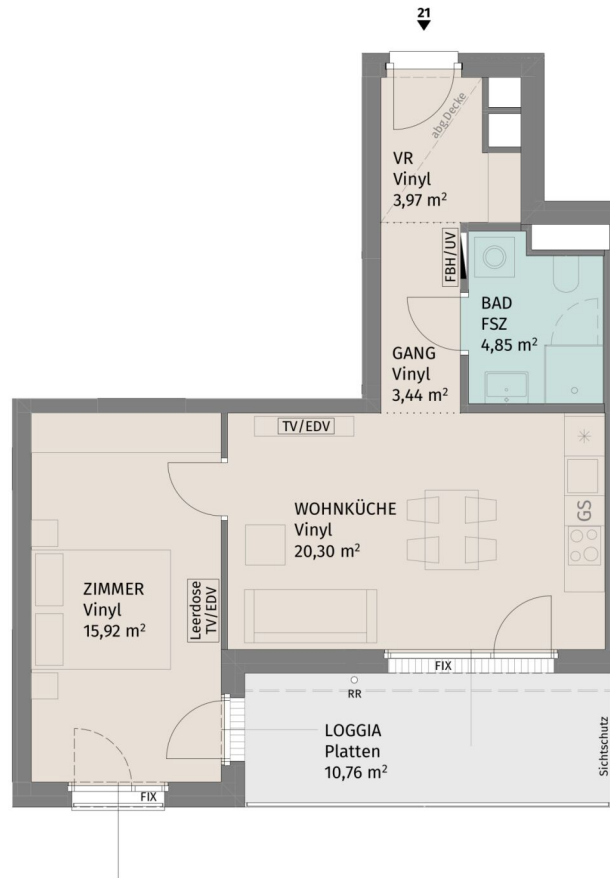 21
abg.Decke
VR
Vinyl
3,97 m²
FBH/UV
BAD
FSZ
4,85 m²
GANG
Vinyl
3,44 m²
TV/EDV
WOHNKÜCHE
Vinyl
20,30 m²
GS
ZIMMER
Vinyl
15,92 m²
Leerdose
TV/EDV
FIX
RR
LOGGIA
Platten
10,76 m²
Sichtschutz
FIX